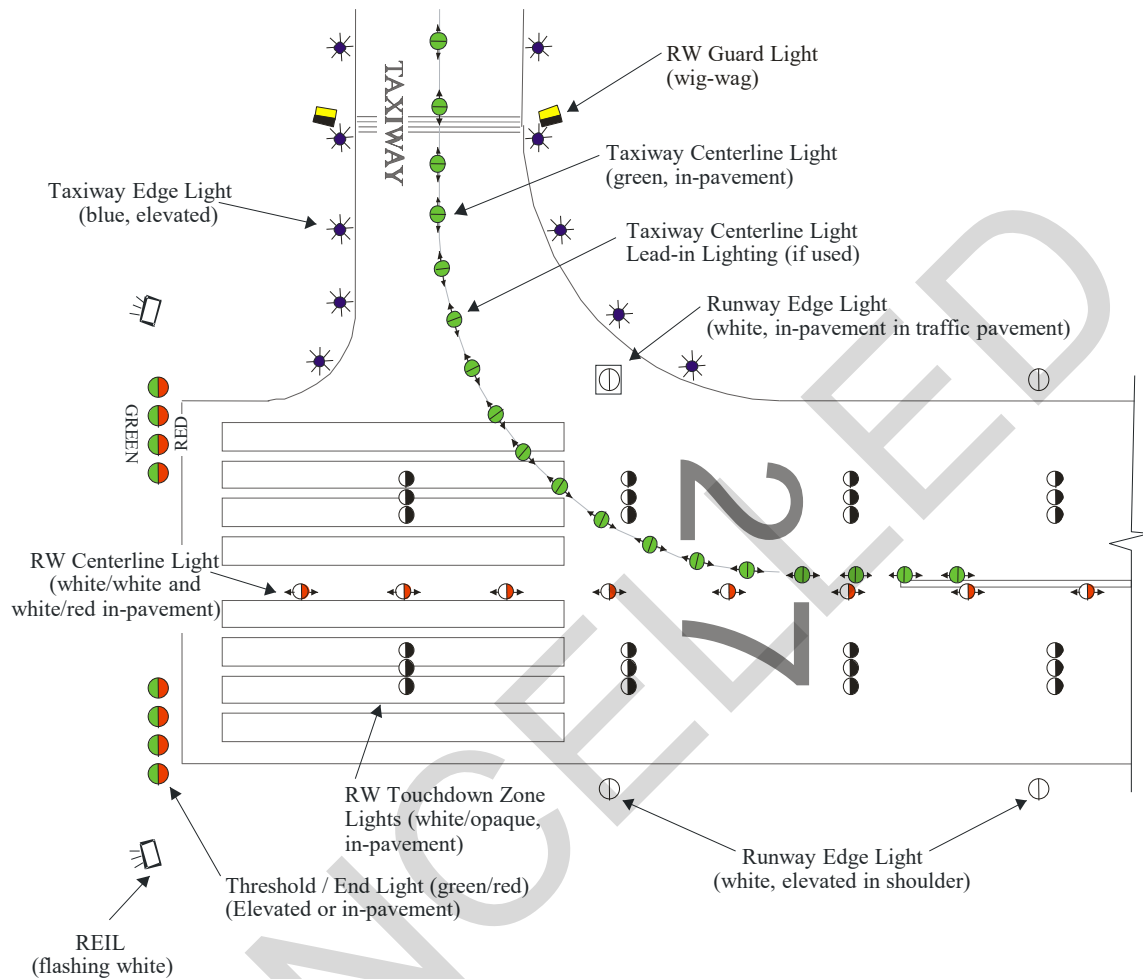 RW Guard Light
(wig-wag)
TAXIWAY
Taxiway Centerline Light
(green, in-pavement)
Taxiway Edge Light
(blue, elevated)
Taxiway Centerline Light
Lead-in Lighting (if used)
Runway Edge Light
(white, in-pavement in traffic pavement)
GREEN
RED
27
RW Centerline Light
(white/white and
white/red in-pavement)
RW Touchdown Zone
Lights (white/opaque,
in-pavement)
Runway Edge Light
(white, elevated in shoulder)
Threshold / End Light (green/red)
(Elevated or in-pavement)
REIL
(flashing white)
NCELLED